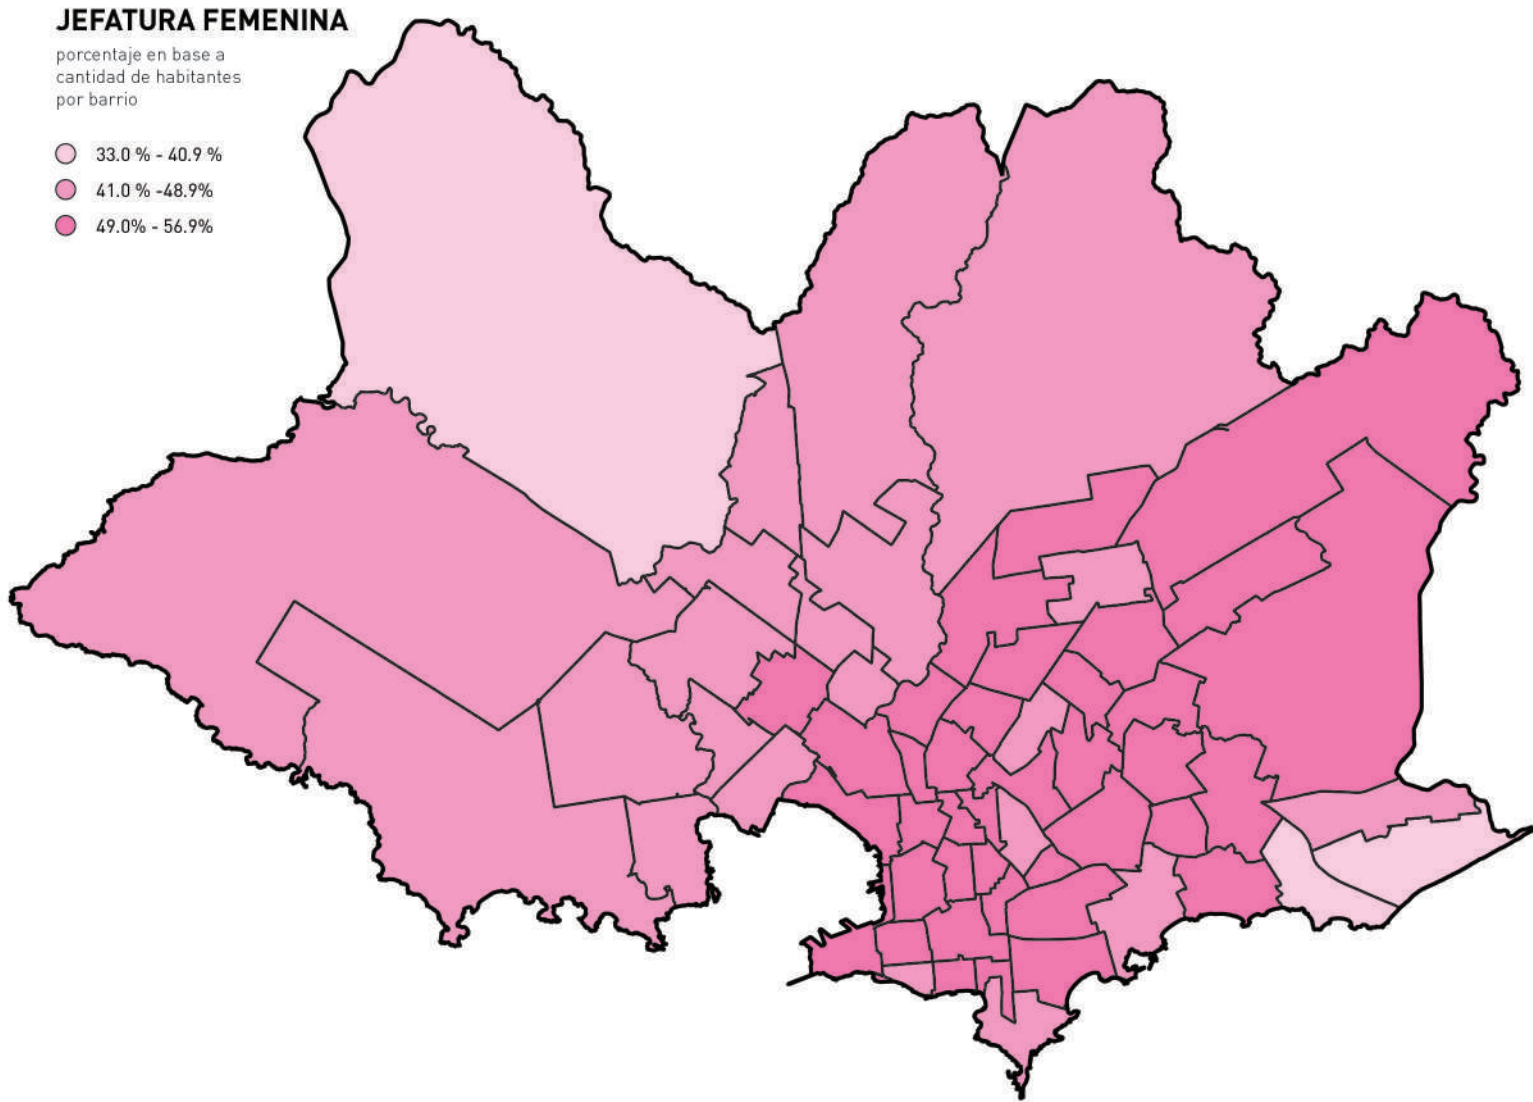 JEFATURA FEMENINA
porcentaje en base a
cantidad de habitantes
por barrio
33.0 % - 40.9 %
41.0 % -48.9%
49.0% - 56.9%